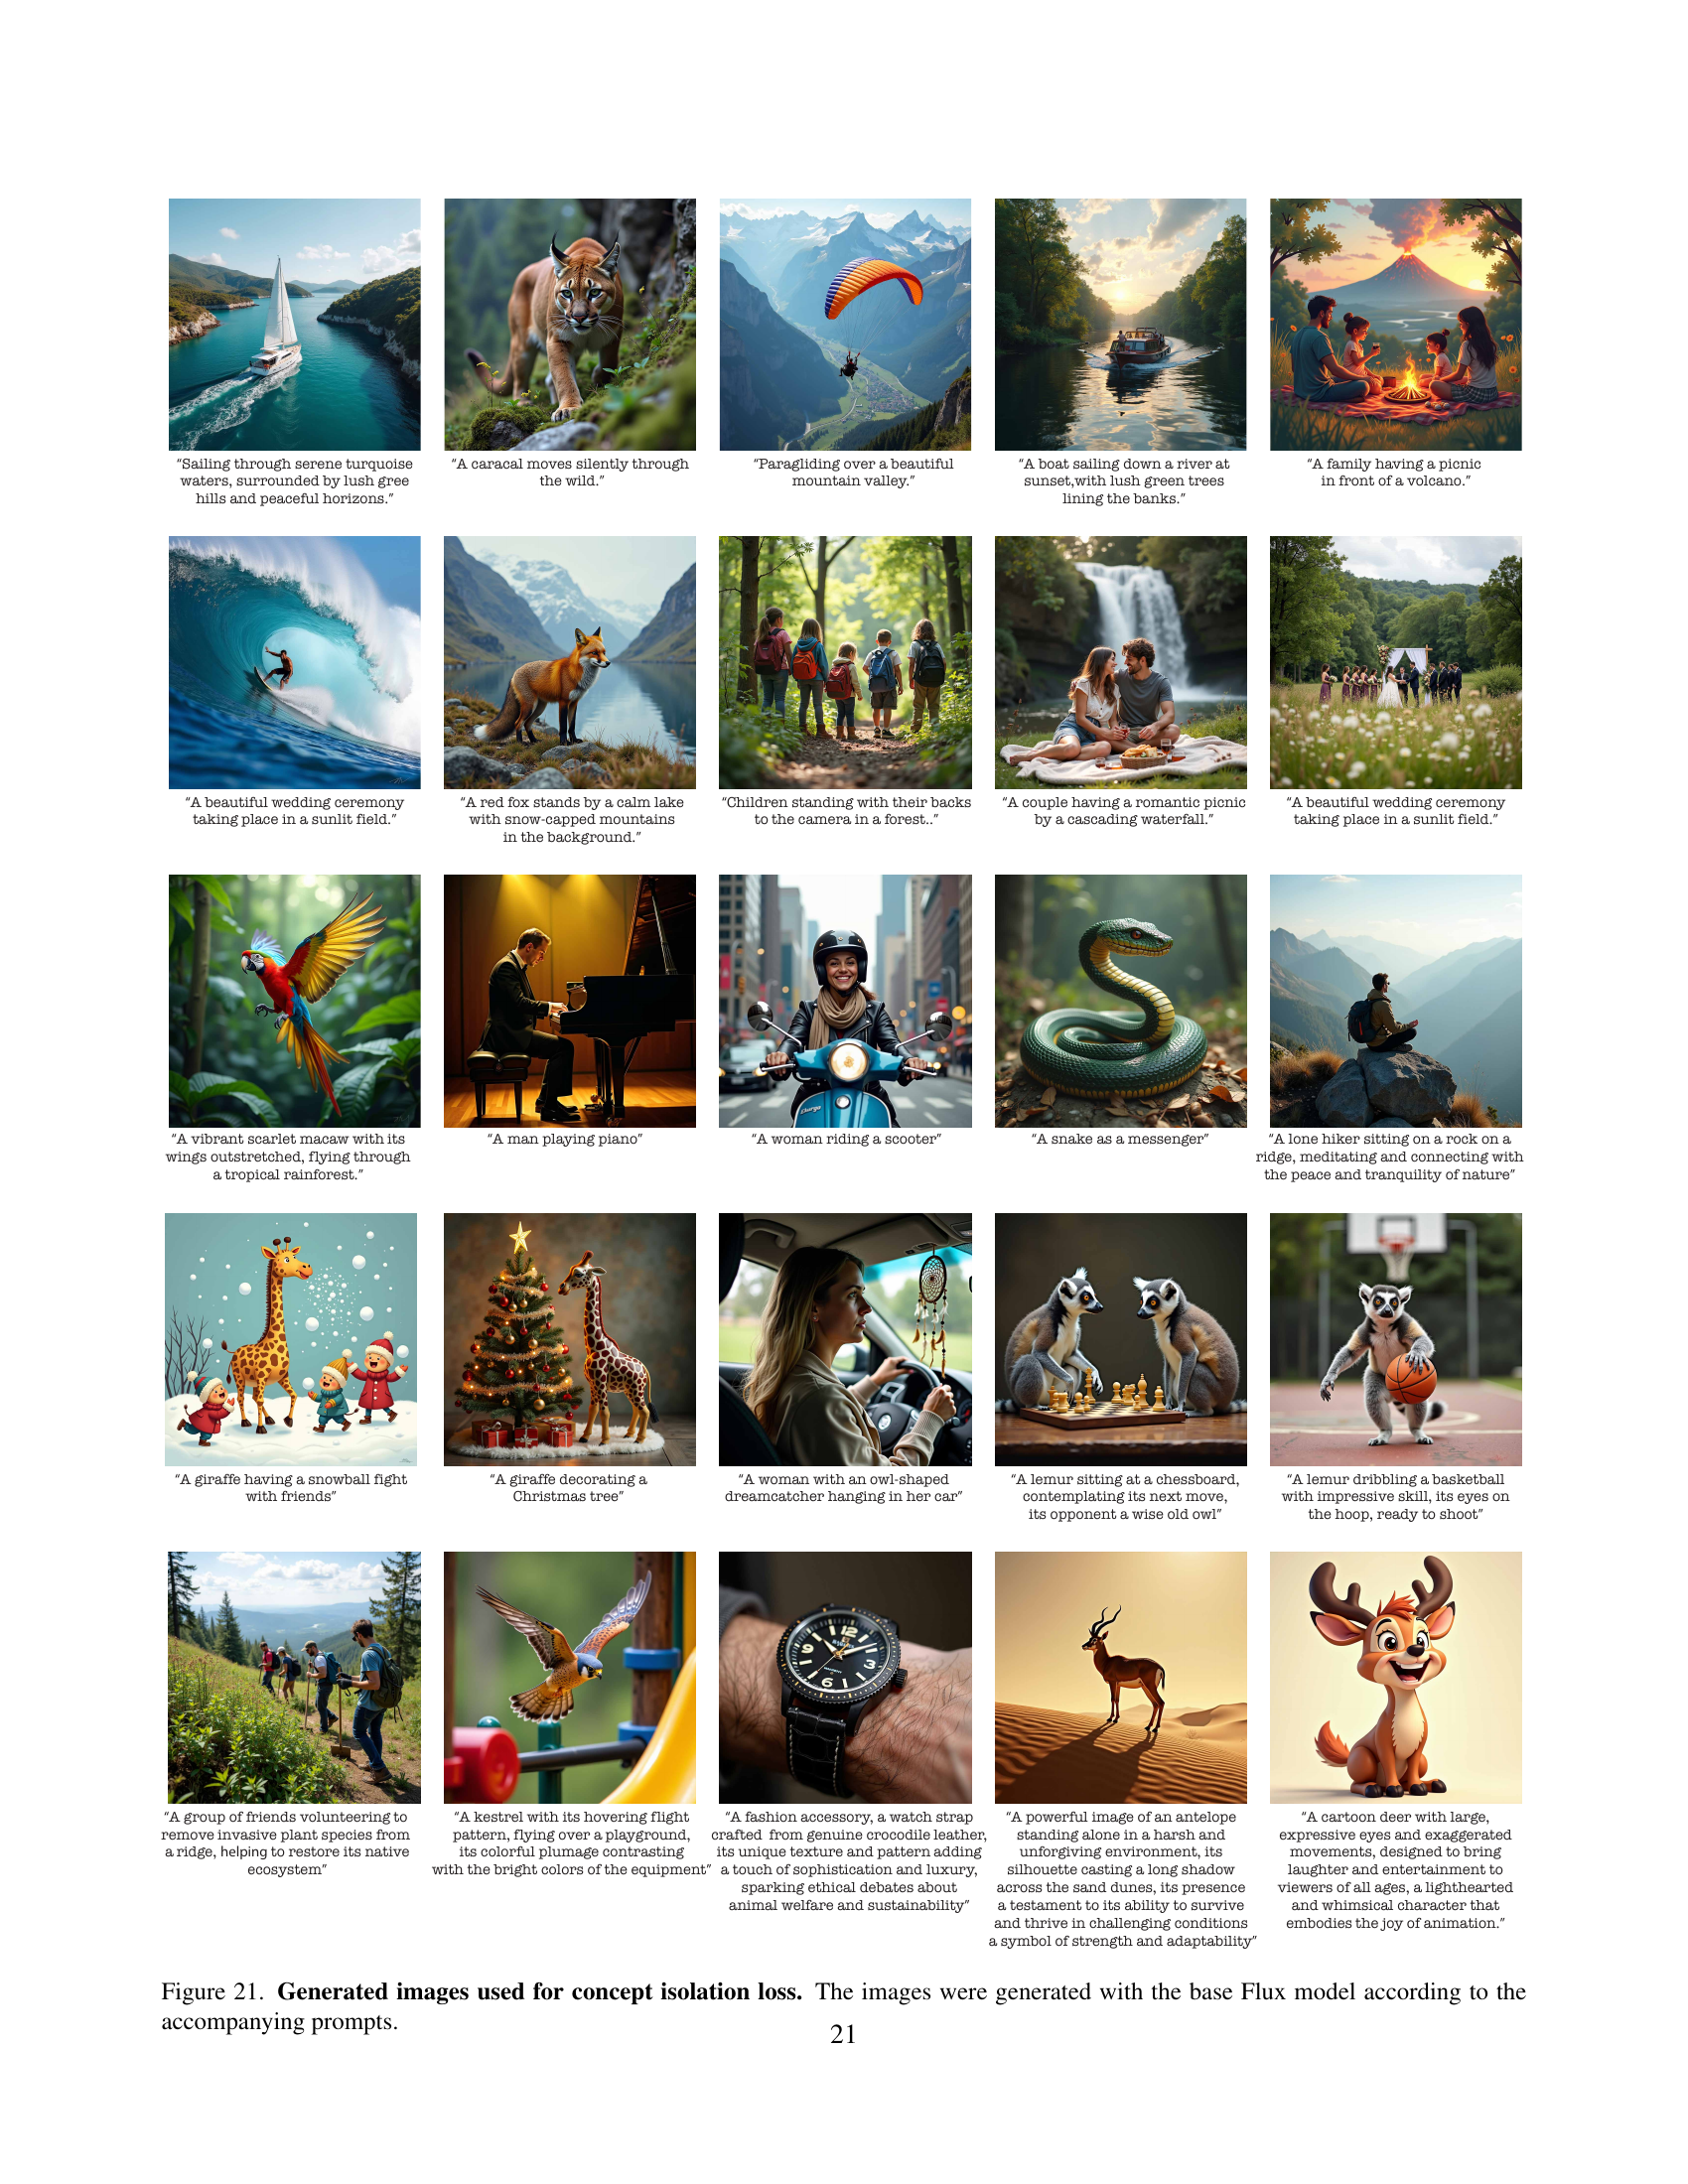 "Sailing through serene turquoise
waters, surrounded by lush gree
hills and peaceful horizons."
"A caracal moves silently through
the wild."
"Paragliding over a beautiful
mountain valley."
"A boat sailing down a river at
sunset,with lush green trees
lining the banks."
"A family having a picnic
in front of a volcano."
"A beautiful wedding ceremony
taking place in a sunlit field."
"A red fox stands by a calm lake
with snow-capped mountains
in the background."
"Children standing with their backs
to the camera in a forest.."
"A couple having a romantic picnic
by a cascading waterfall."
"A beautiful wedding ceremony
taking place in a sunlit field."
"A vibrant scarlet macaw with its
wings outstretched, flying through
a tropical rainforest."
"A man playing piano"
"A woman riding a scooter"
"A snake as a messenger"
"A lone hiker sitting on a rock on a
ridge, meditating and connecting with
the peace and tranquility of nature"
"A giraffe having a snowball fight
with friends"
"A giraffe decorating a
Christmas tree"
"A woman with an owl-shaped
dreamcatcher hanging in her car"
"A lemur sitting at a chessboard,
contemplating its next move,
its opponent a wise old owl"
"A lemur dribbling a basketball
with impressive skill, its eyes on
the hoop, ready to shoot"
12
9
3
6
"A group of friends volunteering to
remove invasive plant species from
a ridge, helping to restore its native
ecosystem"
"A kestrel with its hovering flight
pattern, flying over a playground,
its colorful plumage contrasting
with the bright colors of the equipment"
"A fashion accessory, a watch strap
crafted from genuine crocodile leather,
its unique texture and pattern adding
a touch of sophistication and luxury,
sparking ethical debates about
animal welfare and sustainability"
"A powerful image of an antelope
standing alone in a harsh and
unforgiving environment, its
silhouette casting a long shadow
across the sand dunes, its presence
a testament to its ability to survive
and thrive in challenging conditions
a symbol of strength and adaptability"
"A cartoon deer with large,
expressive eyes and exaggerated
movements, designed to bring
laughter and entertainment to
viewers of all ages, a lighthearted
and whimsical character that
embodies the joy of animation."
Figure 21. Generated images used for concept isolation loss. The images were generated with the base Flux model according to the
accompanying prompts.
21